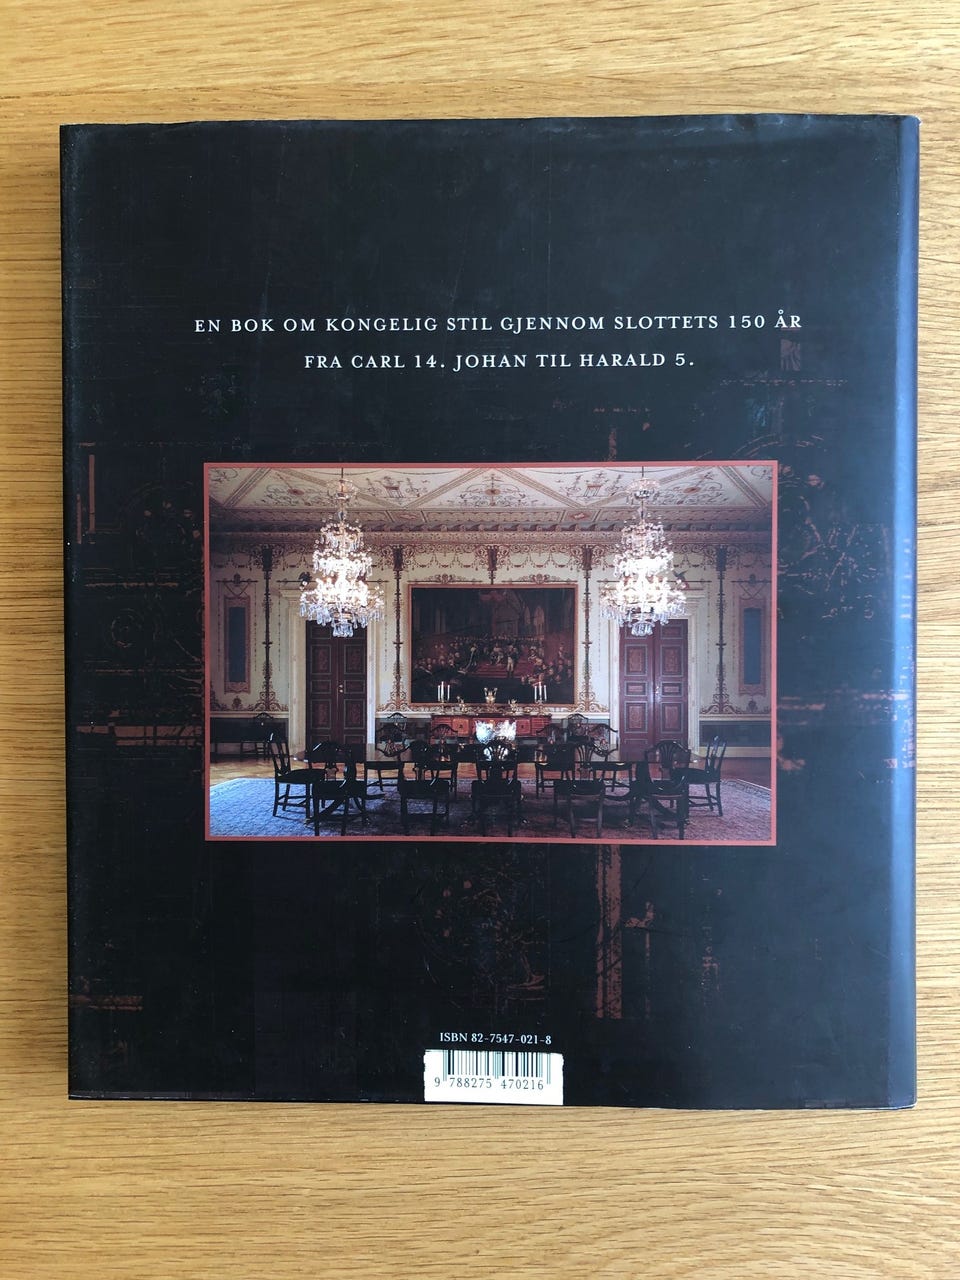 EN BOK OM KONGELIG STIL GJENNOM SLOTTETS 150 ÅR
FRA CARL 14. JOHAN TIL HARALD 5.
ISBN 82-7547-021-8
9 788275 470216